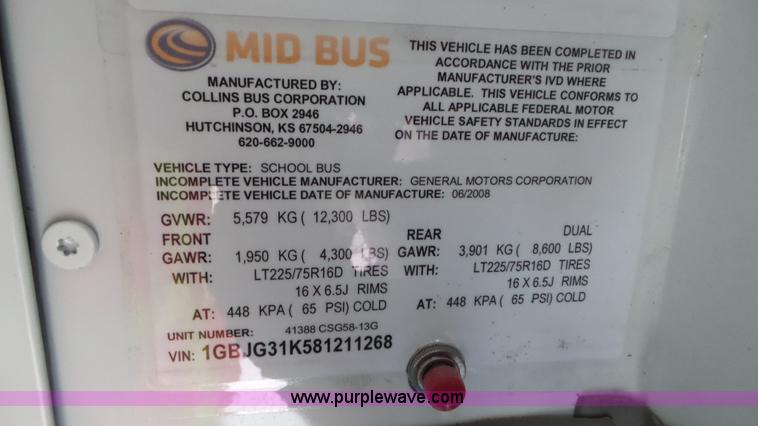 MID BUS
MANUFACTURED BY:
COLLINS BUS CORPORATION
P.O. BOX 2946
HUTCHINSON, KS 67504-2946
620-662-9000
THIS VEHICLE HAS BEEN COMPLETED IN
ACCORDANCE WITH THE PRIOR
MANUFACTURER'S IVD WHERE
APPLICABLE. THIS VEHICLE CONFORMS TO
ALL APPLICABLE FEDERAL MOTOR
VEHICLE SAFETY STANDARDS IN EFFECT
ON THE DATE OF MANUFACTURE:
VEHICLE TYPE: SCHOOL BUS
INCOMPLETE VEHICLE MANUFACTURER: GENERAL MOTORS CORPORATION
INCOMPLETE VEHICLE DATE OF MANUFACTURE: 06/2008
GVWR: 5,579 KG ( 12,300 LBS)
FRONT
GAWR: 1,950 KG ( 4,300 LBS)
WITH: LT225/75R16D TIRES
16 X 6.5J RIMS
AT: 448 KPA ( 65 PSI) COLD
REAR DUAL
GAWR: 3,901 KG ( 8,600 LBS)
WITH: LT225/75R16D TIRES
16 X 6.5J RIMS
AT: 448 KPA ( 65 PSI) COLD
UNIT NUMBER: 41388 CSG58-13G
VIN: 1GBJG31K581211268
www.purplewave.com